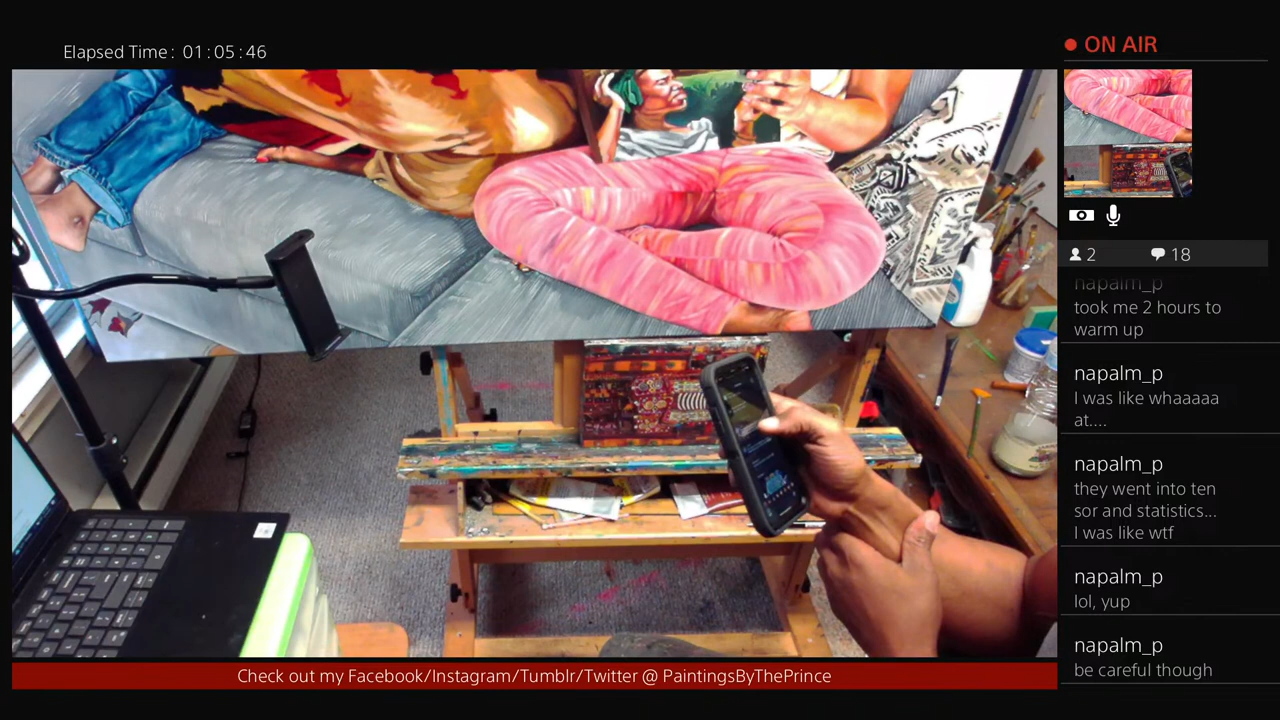 Elapsed Time: 01:05:46
ON AIR
2
18
napalm_p
took me 2 hours to
warm up
napalm_p
I was like whaaaaa
at....
napalm_p
they went into ten
sor and statistics...
I was like wtf
napalm_p
lol, yup
napalm_p
be careful though
Check out my Facebook/Instagram/Tumblr/Twitter @ PaintingsByThePrince